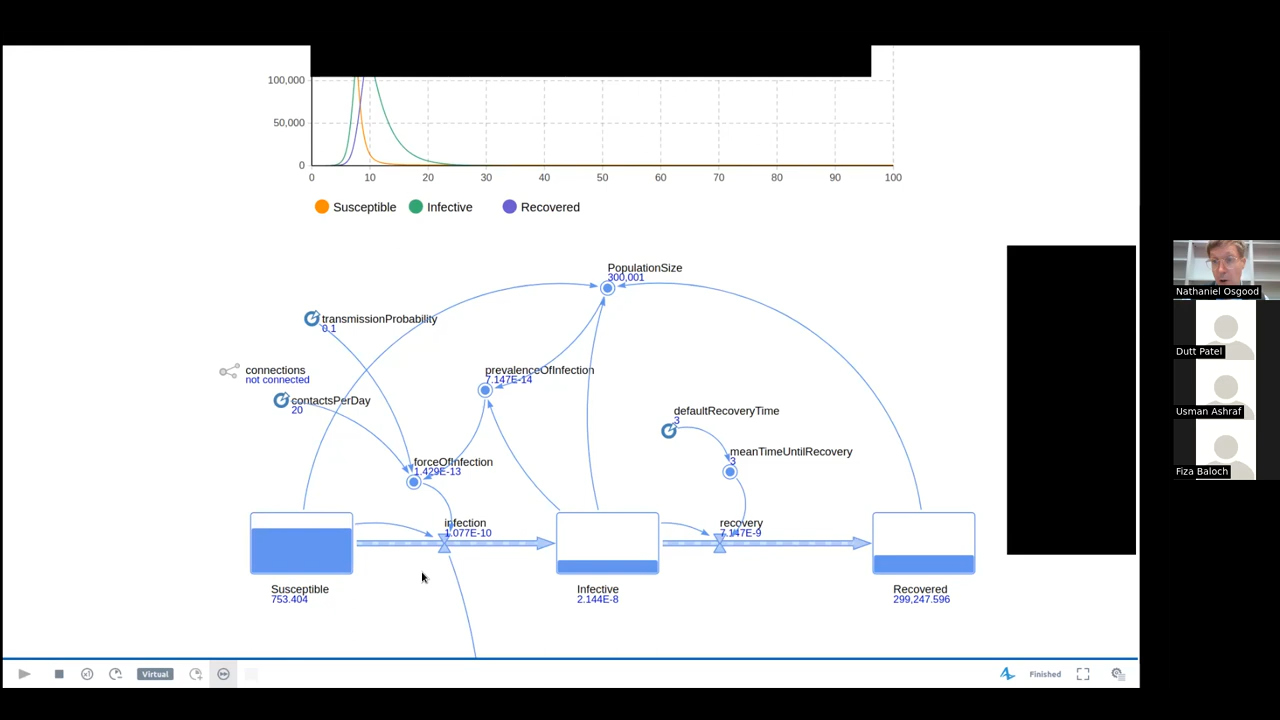 100,000
50,000
0
0 10 20 30 40 50 60 70 80 90 100
Susceptible Infective Recovered
PopulationSize
300,001
transmissionProbability
0.1
connections
not connected
prevalenceOfInfection
7.147E-14
contactsPerDay
20
defaultRecoveryTime
3
meanTimeUntilRecovery
3
forceOfInfection
1.429E-13
infection
1.077E-10
recovery
7.147E-9
Susceptible
753.404
Infective
2.144E-8
Recovered
299,247.596
x1
Virtual
Finished
Nathaniel Osgood
Dutt Patel
Usman Ashraf
Fiza Baloch